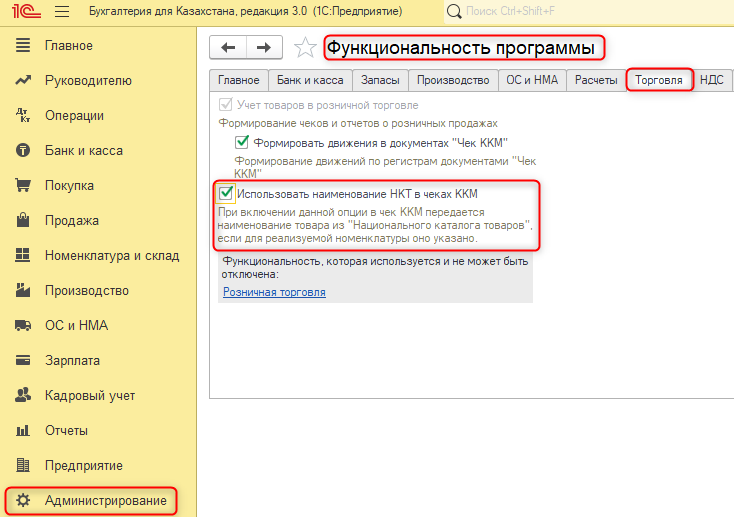 1С Бухгалтерия для Казахстана, редакция 3.0 (1С:Предприятие) Поиск Ctrl+Shift+F
Главное
Руководителю
Дт Кт Операции
Банк и касса
Покупка
Продажа
Номенклатура и склад
Производство
ОС и НМА
Зарплата
Кадровый учет
Отчеты
Предприятие
Администрирование
Функциональность программы
Главное Банк и касса Запасы Производство ОС и НМА Расчеты Торговля НДС
Учет товаров в розничной торговле
Формирование чеков и отчетов о розничных продажах
Формировать движения в документах "Чек ККМ"
Формирование движений по регистрам документами "Чек
ККМ"
Использовать наименование НКТ в чеках ККМ
При включении данной опции в чек ККМ передается
наименование товара из "Национального каталога товаров",
если для реализуемой номенклатуры оно указано.
Функциональность, которая используется и не может быть
отключена:
Розничная торговля